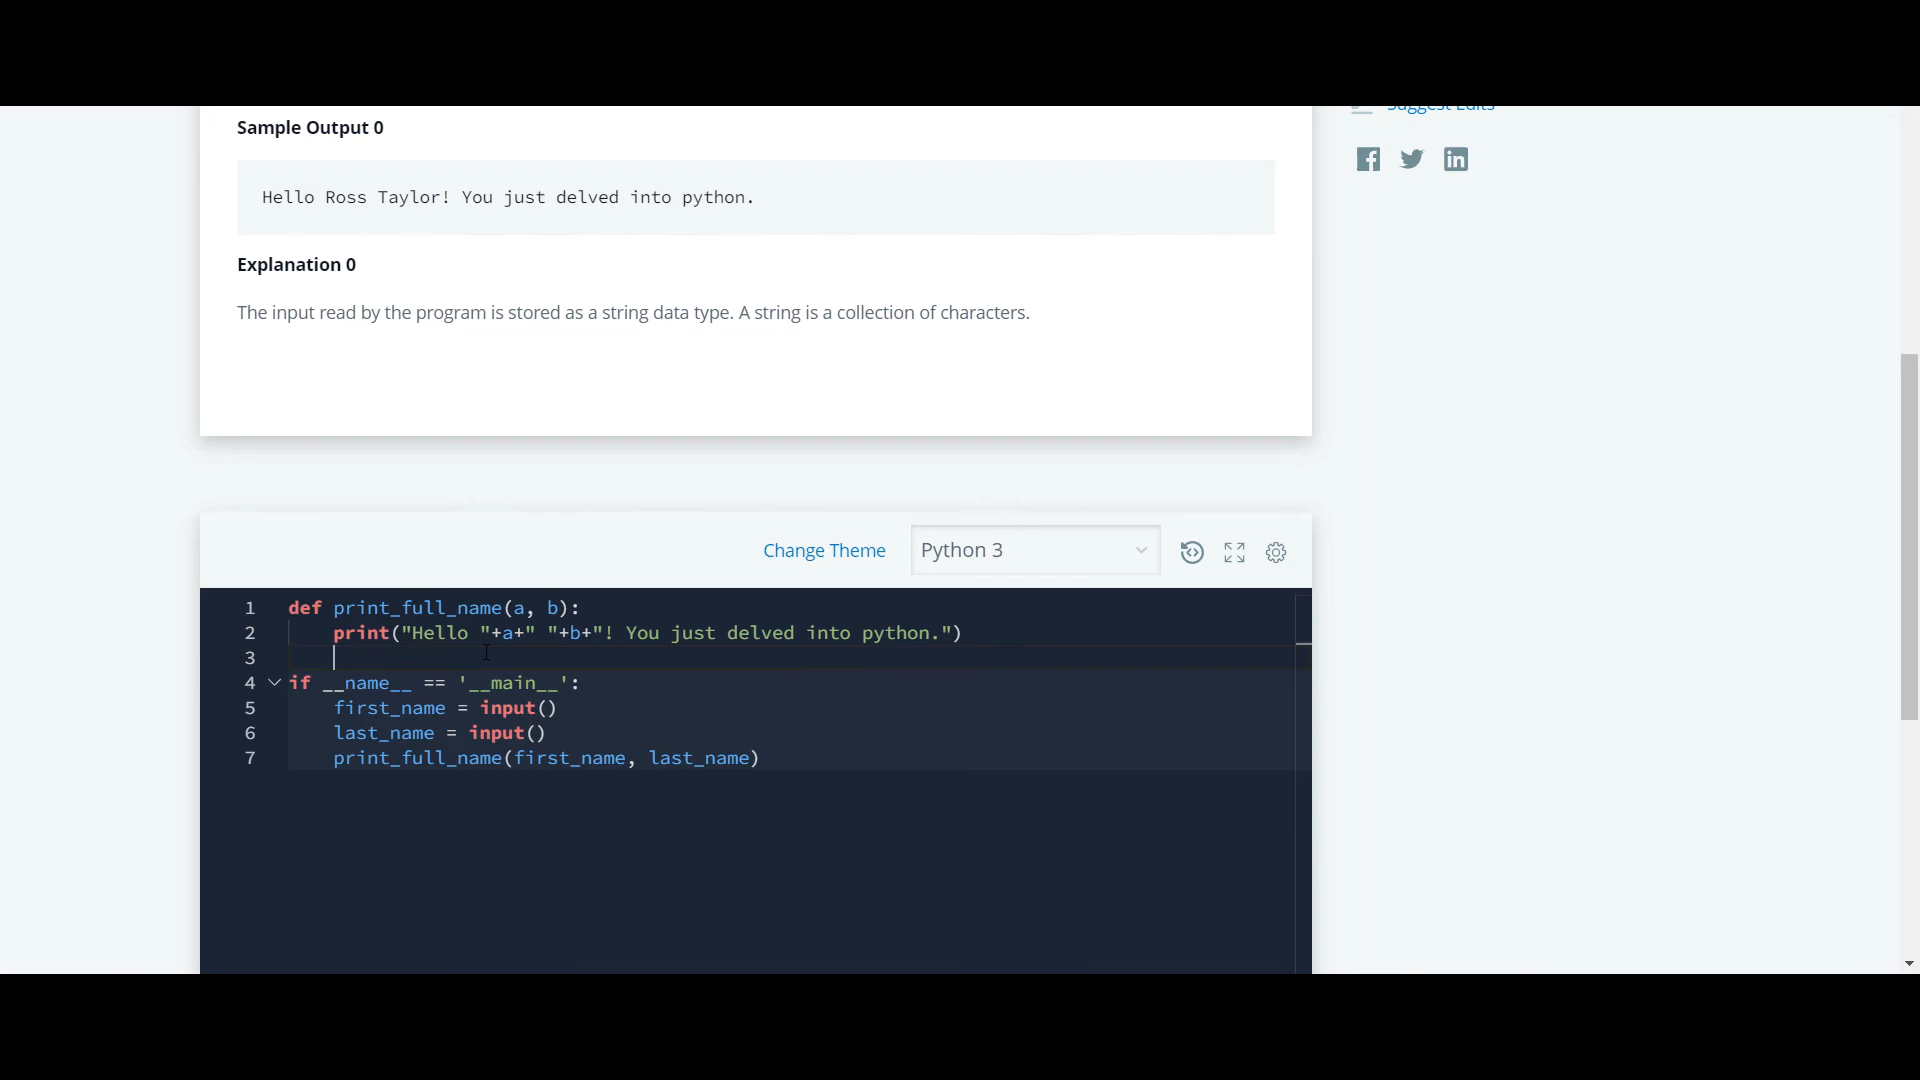 Suggest Edits
Sample Output 0
Hello Ross Taylor! You just delved into python.
Explanation 0
The input read by the program is stored as a string data type. A string is a collection of characters.
Change Theme
Python 3
1 def print_full_name(a, b):
2     print("Hello "+a+" "+b+"! You just delved into python.")
3
4 if __name__ == '__main__':
5     first_name = input()
6     last_name = input()
7     print_full_name(first_name, last_name)